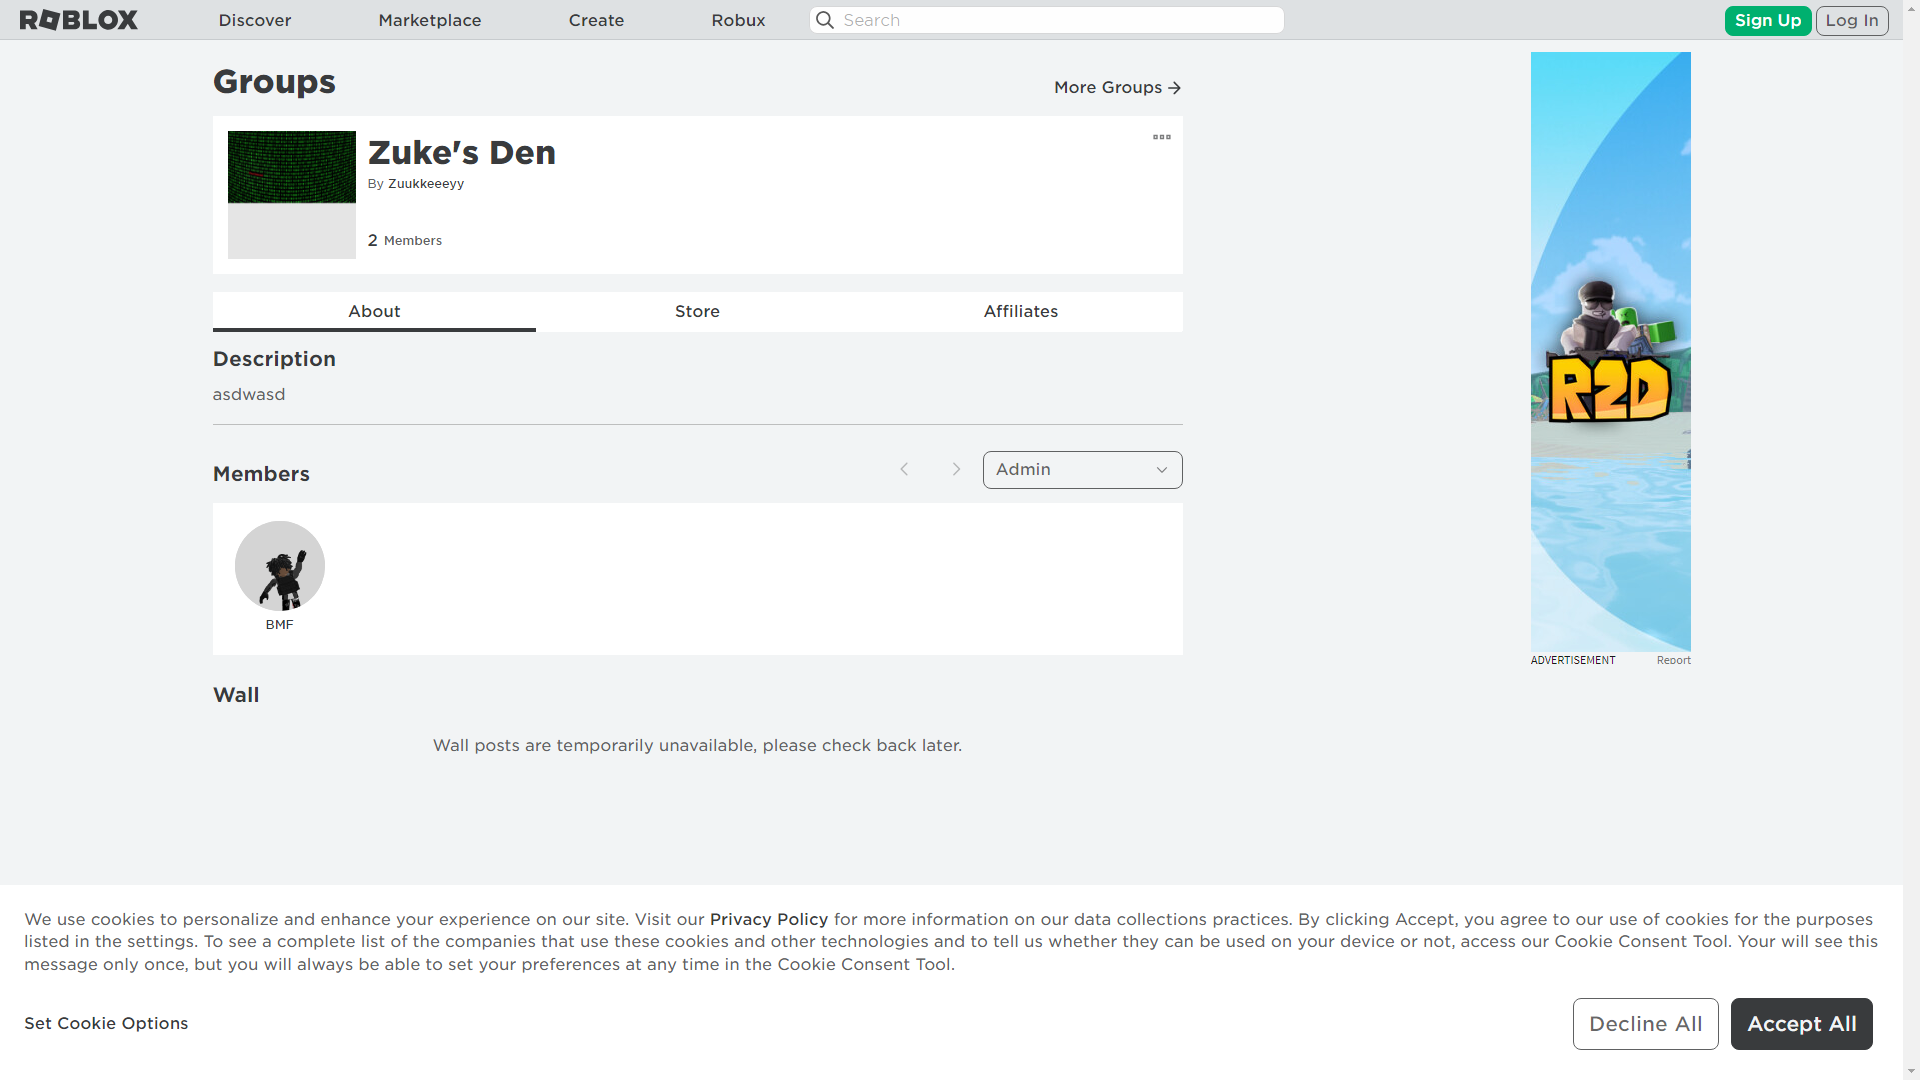 ROBLOX Discover Marketplace Create Robux Search Sign Up Log In
Groups
More Groups
Zuke's Den
By Zuukkeeeyy
2 Members
About Store Affiliates
Description
asdwasd
Members
Admin
BMF
Wall
Wall posts are temporarily unavailable, please check back later.
R2D
ADVERTISEMENT Report
We use cookies to personalize and enhance your experience on our site. Visit our Privacy Policy for more information on our data collections practices. By clicking Accept, you agree to our use of cookies for the purposes
listed in the settings. To see a complete list of the companies that use these cookies and other technologies and to tell us whether they can be used on your device or not, access our Cookie Consent Tool. Your will see this
message only once, but you will always be able to set your preferences at any time in the Cookie Consent Tool.
Set Cookie Options
Decline All
Accept All